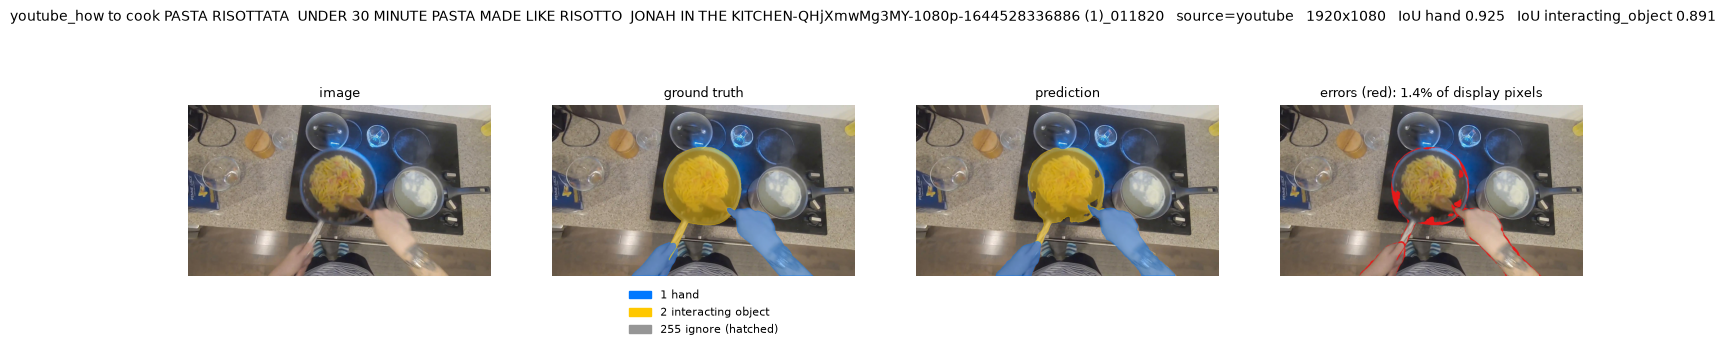 youtube_how to cook PASTA RISOTTATA  UNDER 30 MINUTE PASTA MADE LIKE RISOTTO  JONAH IN THE KITCHEN-QHjXmwMg3MY-1080p-1644528336886 (1)_011820   source=youtube   1920x1080   IoU hand 0.925   IoU interacting_object 0.891
image
ground truth
prediction
errors (red): 1.4% of display pixels
1 hand
2 interacting object
255 ignore (hatched)